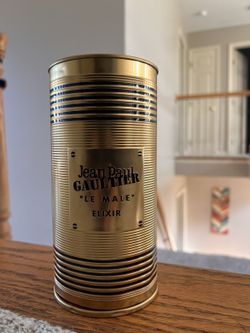 Jean Paul
GAULTIER
"LE MALE"
ELIXIR